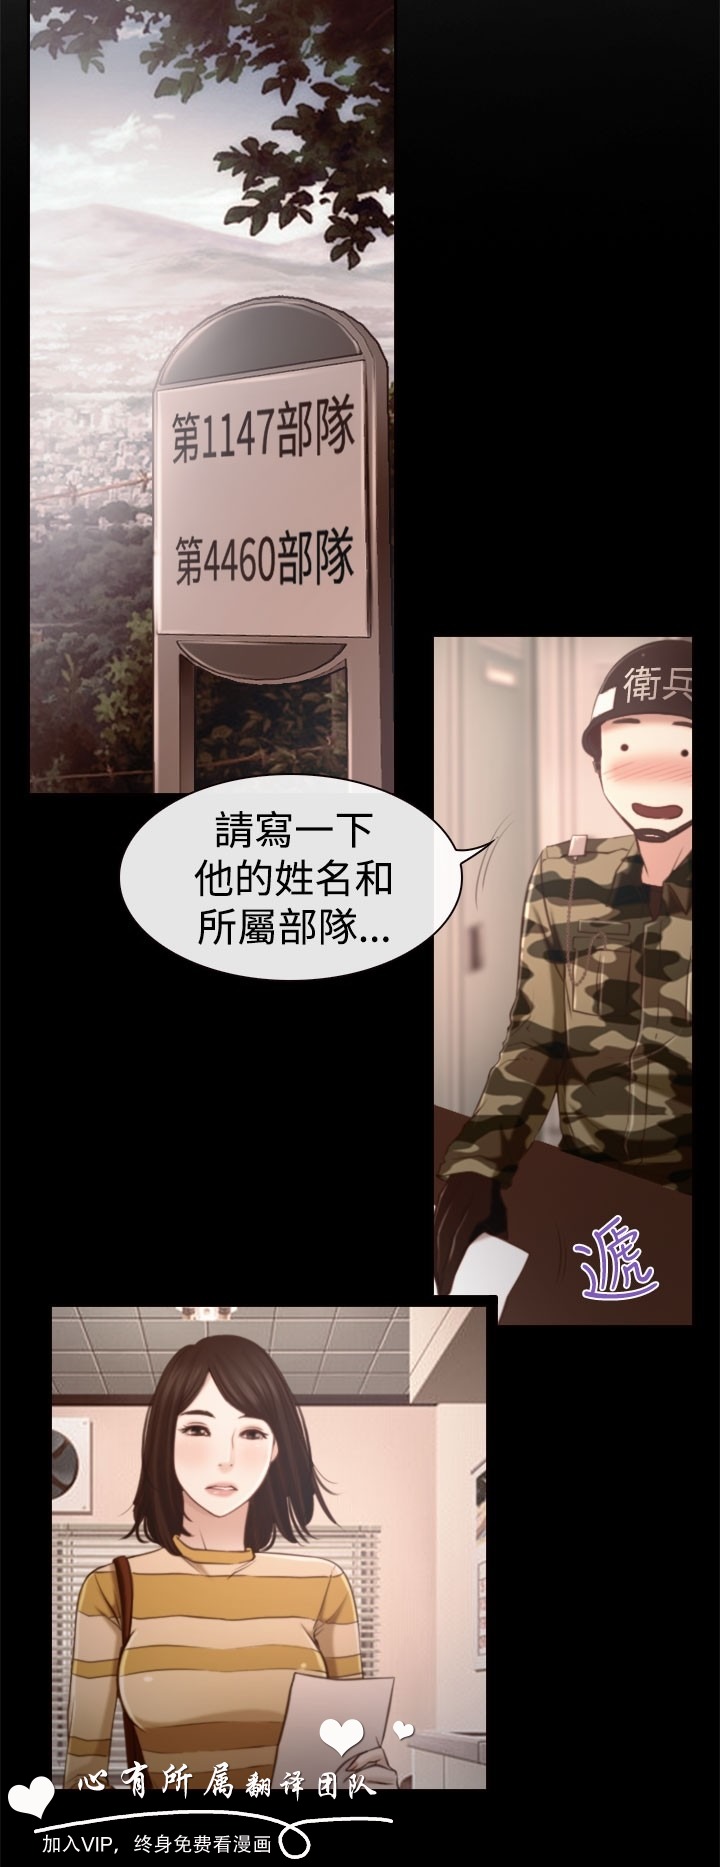 第1147部隊
第4460部隊
衛兵
請寫一下
他的姓名和
所屬部隊...
遞
心有所属翻译团队
加入VIP，终身免费看漫画